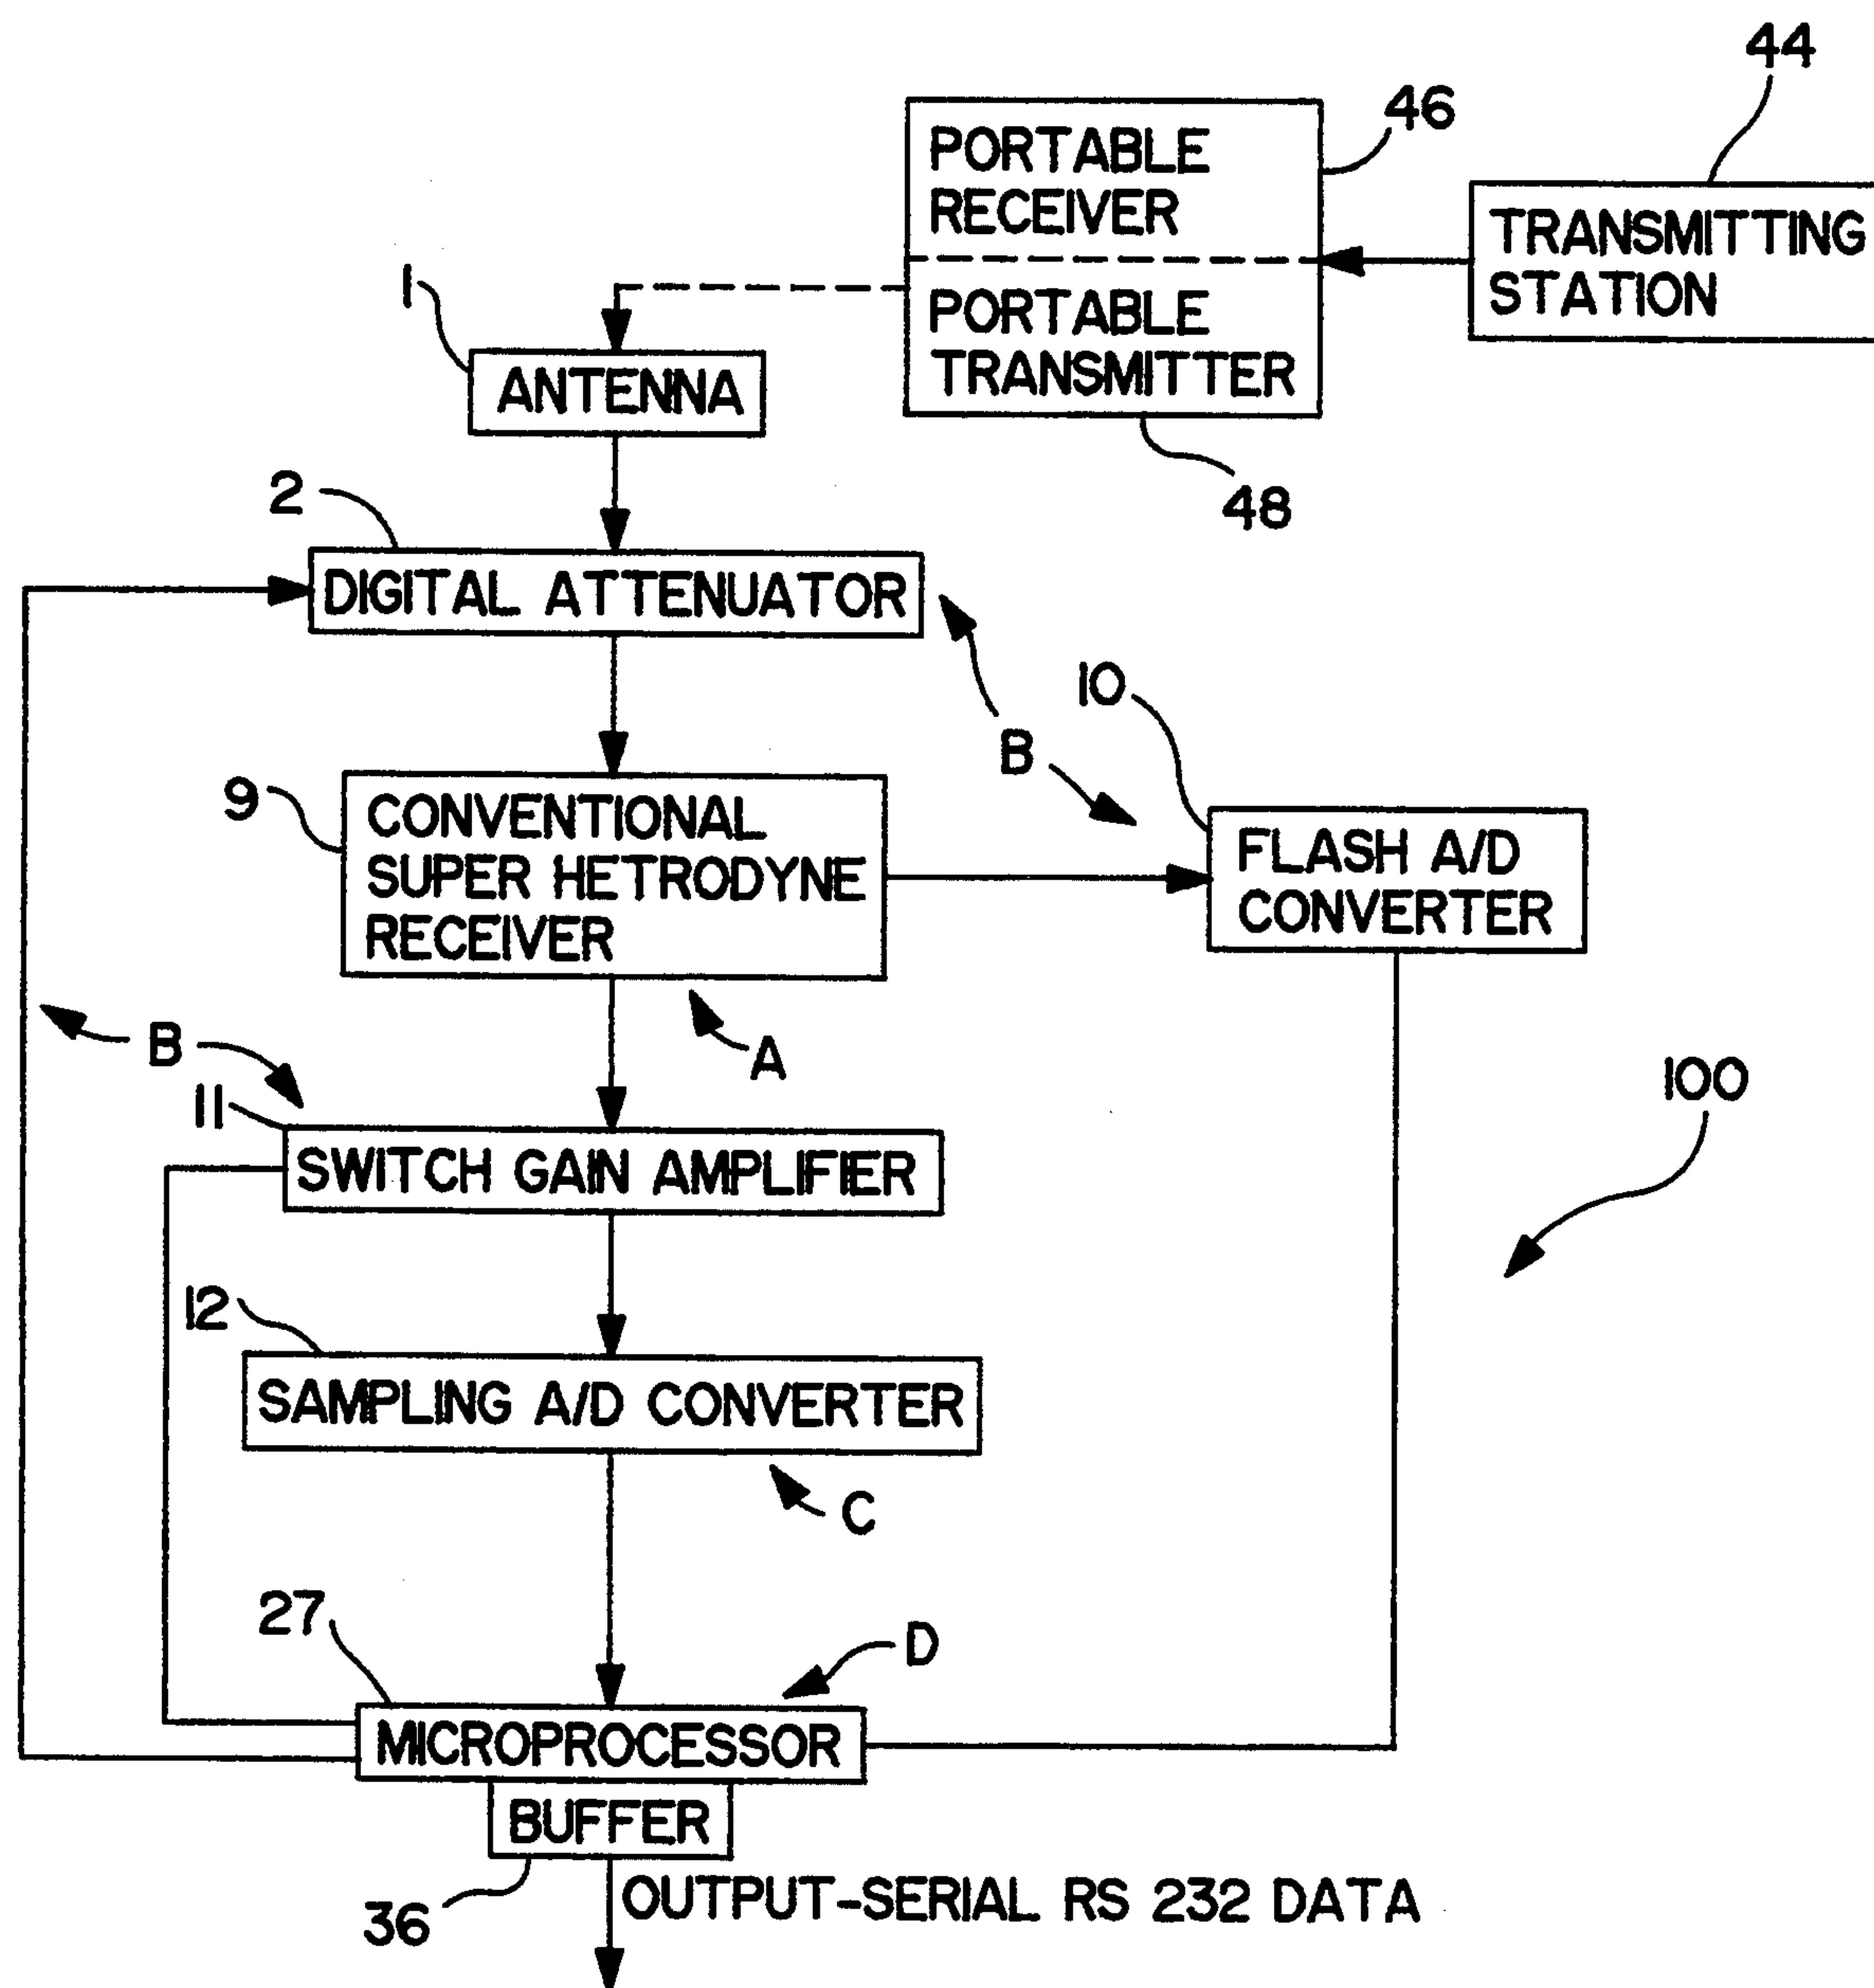 44
46
PORTABLE
RECEIVER
TRANSMITTING
STATION
1
PORTABLE
TRANSMITTER
ANTENNA
48
2
DIGITAL ATTENUATOR
B
10
9
CONVENTIONAL
SUPER HETRODYNE
RECEIVER
FLASH A/D
CONVERTER
B
A
100
11
SWITCH GAIN AMPLIFIER
12
SAMPLING A/D CONVERTER
C
27
D
MICROPROCESSOR
BUFFER
36
OUTPUT-SERIAL RS 232 DATA